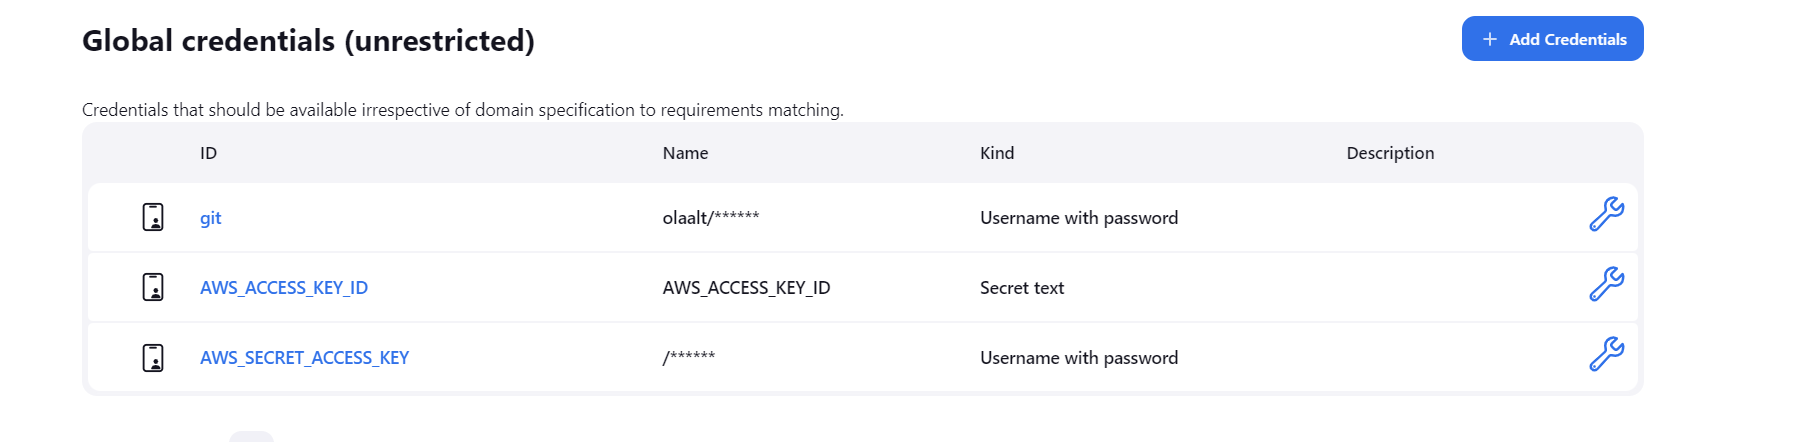 Global credentials (unrestricted)
+ Add Credentials
Credentials that should be available irrespective of domain specification to requirements matching.
ID Name Kind Description
git olaalt/****** Username with password
AWS_ACCESS_KEY_ID AWS_ACCESS_KEY_ID Secret text
AWS_SECRET_ACCESS_KEY /****** Username with password